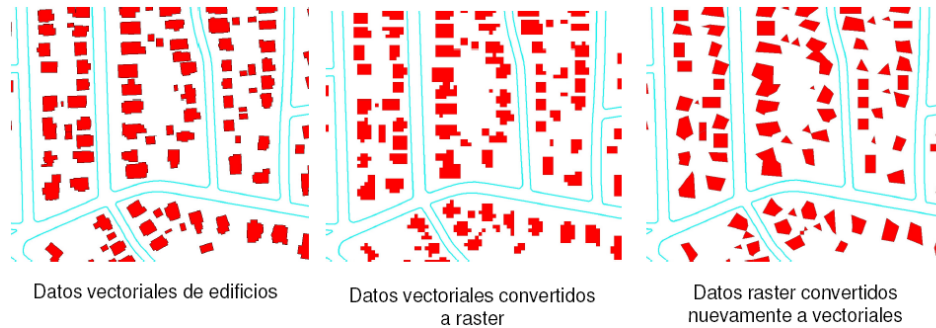 Datos vectoriales de edificios
Datos vectoriales convertidos
a raster
Datos raster convertidos
nuevamente a vectoriales